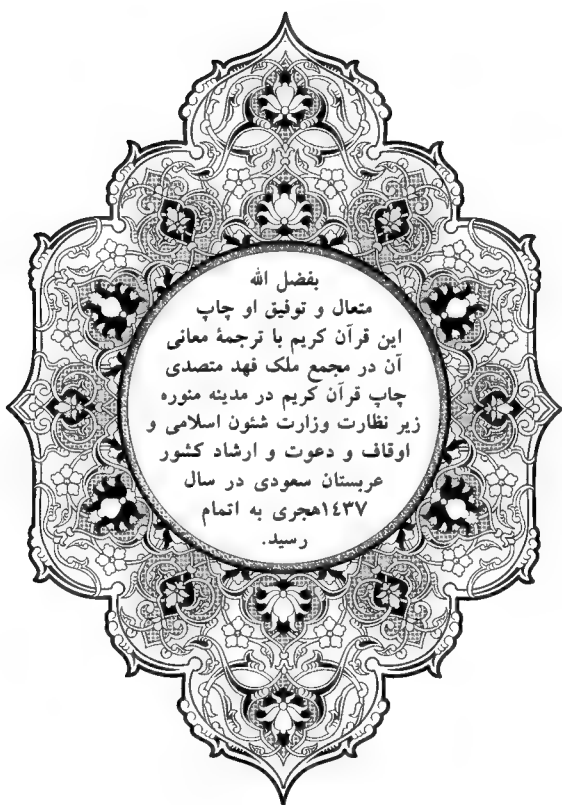 بفضل الله
متعال و توفیق او چاپ
این قرآن کریم با ترجمهٔ معانی
آن در مجمع ملک فهد متصدی
چاپ قرآن کریم در مدینه منوره
زیر نظارت وزارت شئون اسلامی و
اوقاف و دعوت و ارشاد کشور
عربستان سعودی در سال
١٤٣٧هجری به اتمام
رسید.